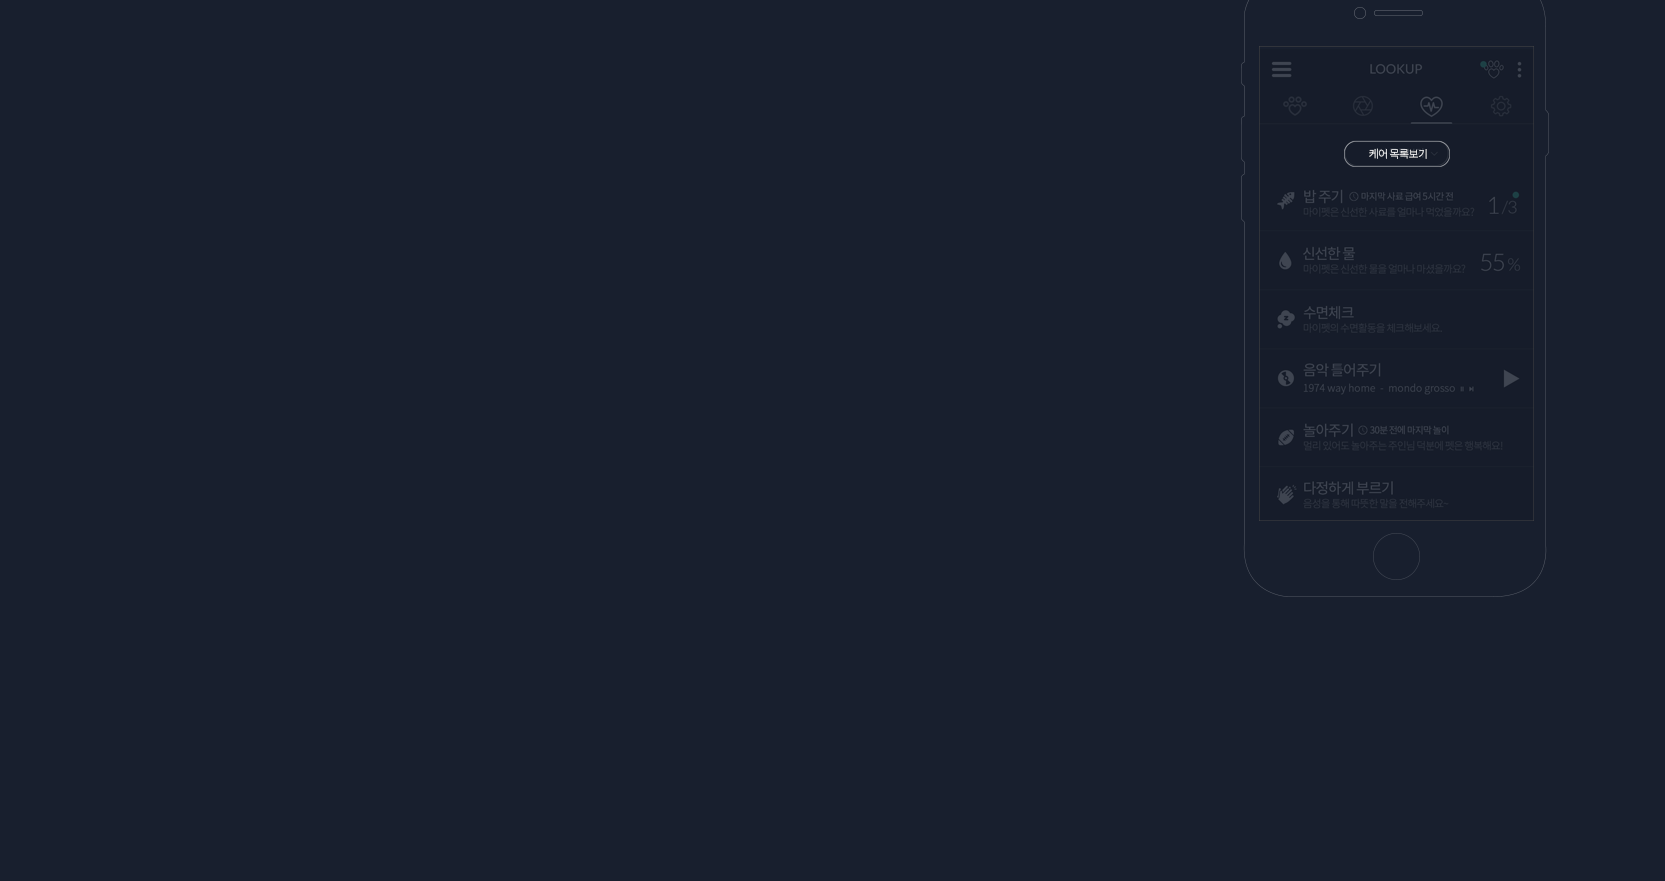 LOOKUP
케어 목록보기
밥 주기 마지막 사료 급여 5시간 전
마이펫은 신선한 사료를 얼마나 먹었을까요?
1/3
신선한 물
마이펫은 신선한 물을 얼마나 마셨을까요?
55%
수면체크
마이펫의 수면활동을 체크해보세요.
음악 틀어주기
1974 way home - mondo grosso
놀아주기 30분 전에 마지막 놀이
멀리 있어도 놀아주는 주인님 덕분에 펫은 행복해요!
다정하게 부르기
음성을 통해 따뜻한 말을 전해주세요~